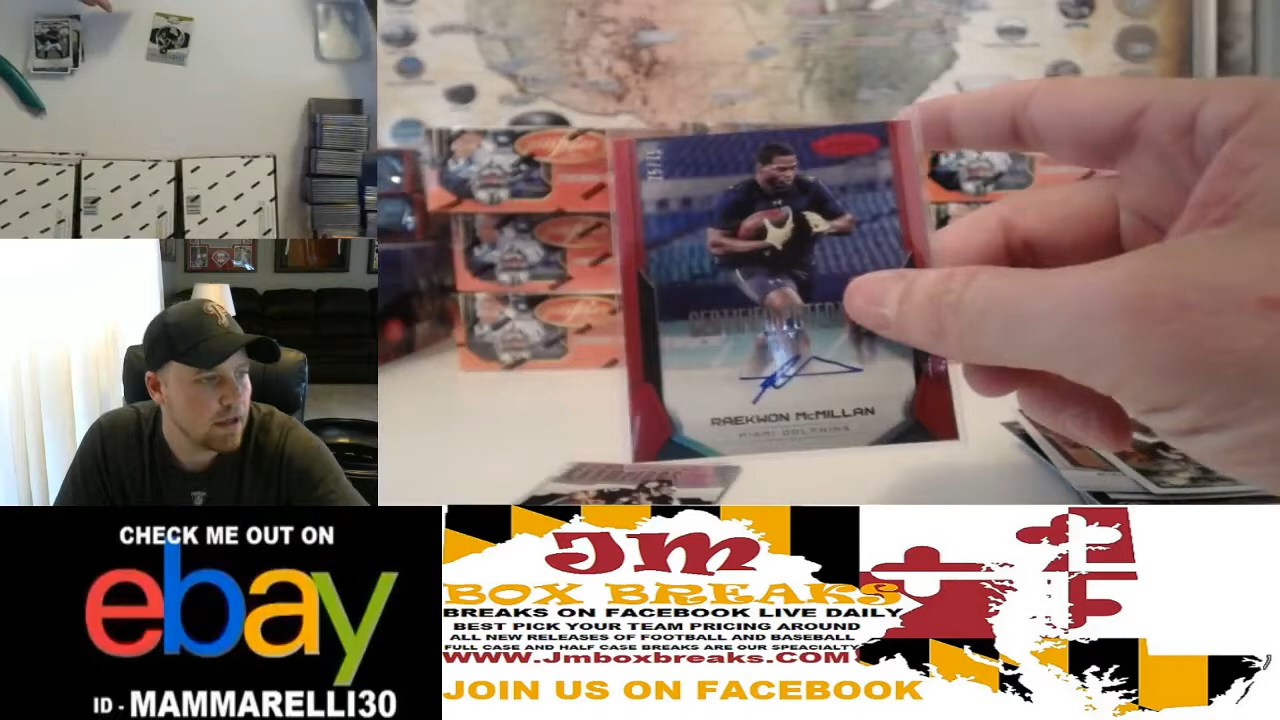 RAEKWON McMILLAN
MIAMI DOLPHINS
CHECK ME OUT ON
ebay
ID - MAMMARELLI30
JM
BOX BREAKS
BREAKS ON FACEBOOK LIVE DAILY
BEST PICK YOUR TEAM PRICING AROUND
ALL NEW RELEASES OF FOOTBALL AND BASEBALL
FULL CASE AND HALF CASE BREAKS ARE OUR SPEACIALTY
WWW.Jmboxbreaks.COM
JOIN US ON FACEBOOK